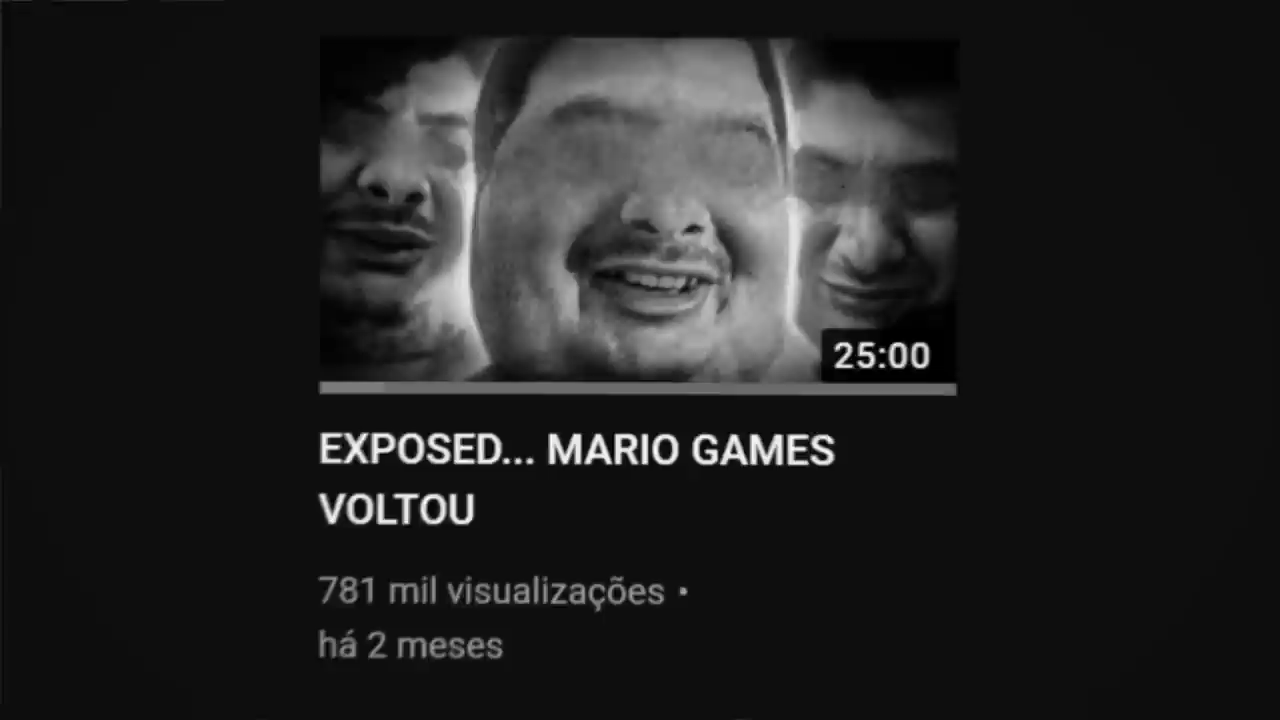 25:00
EXPOSED... MARIO GAMES
VOLTOU
781 mil visualizações •
há 2 meses